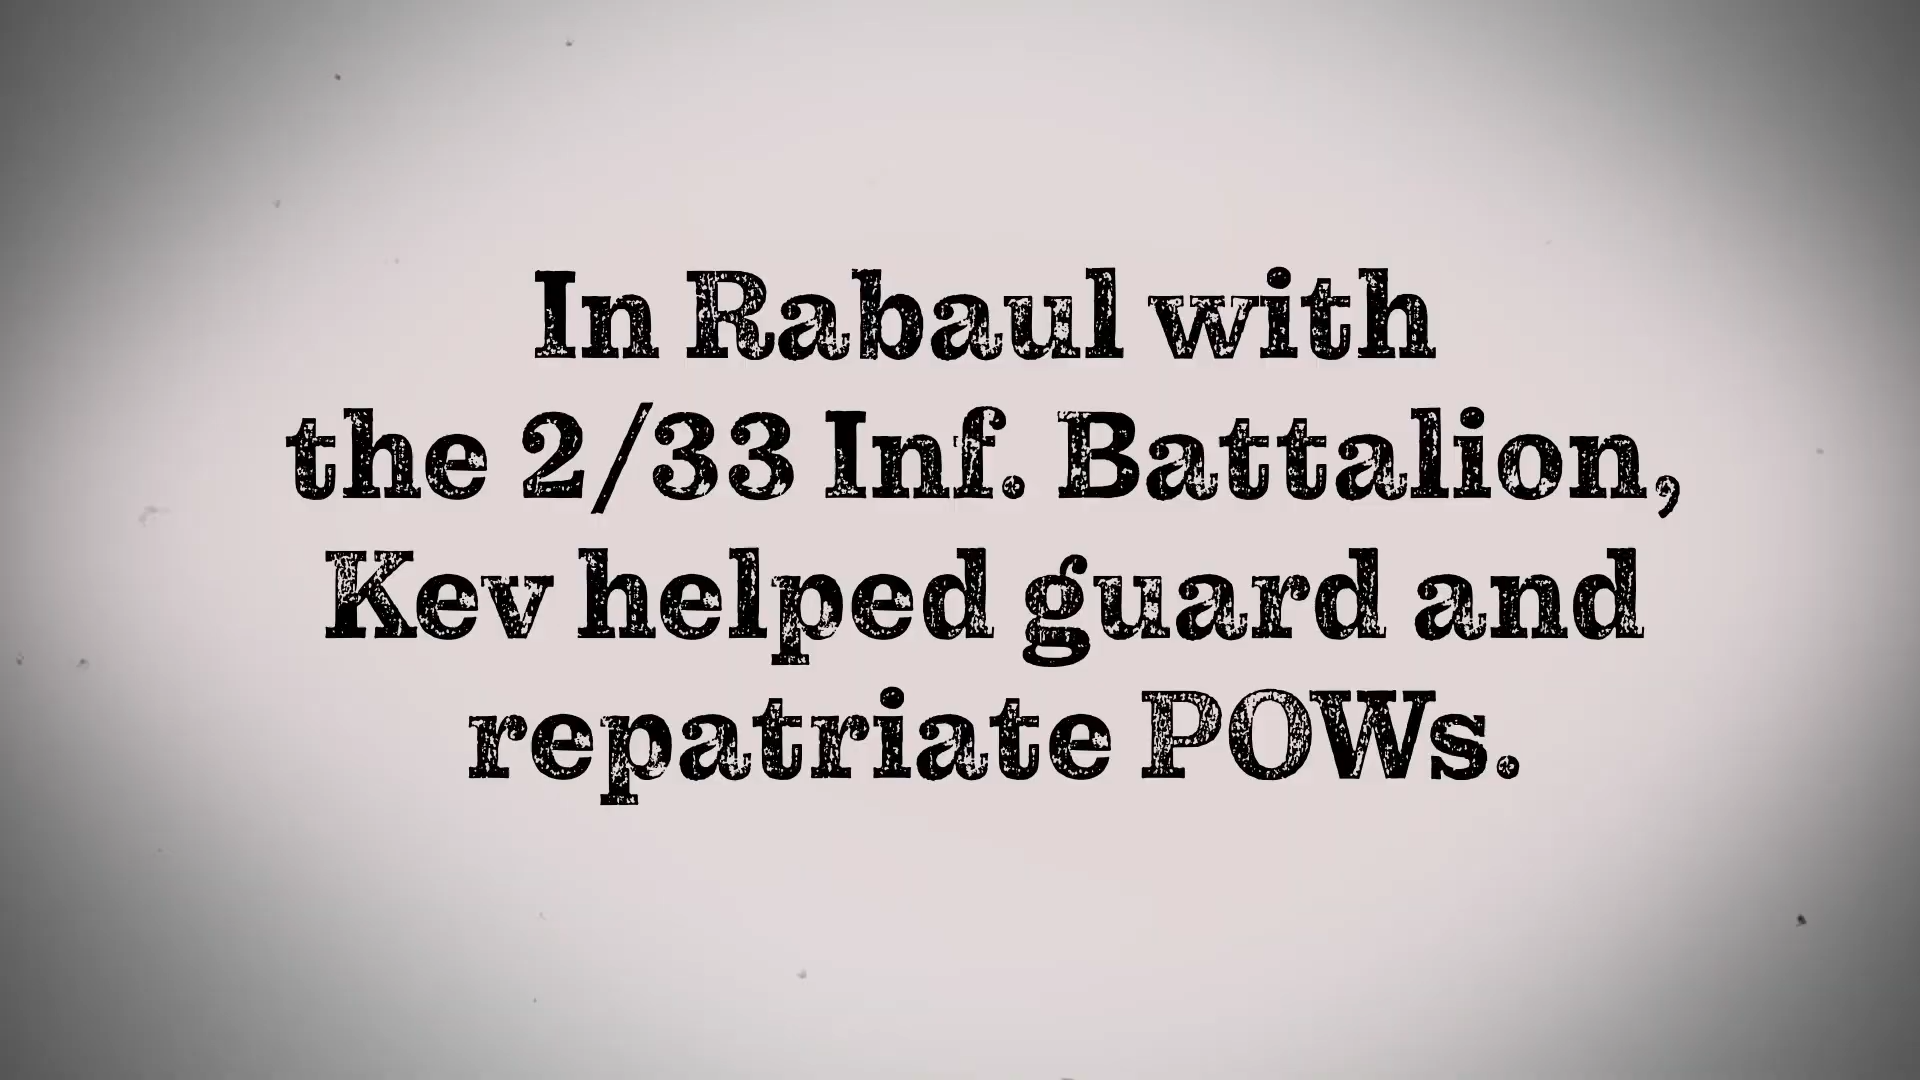 In Rabaul with
the 2/33 Inf. Battalion,
Kev helped guard and
repatriate POWs.